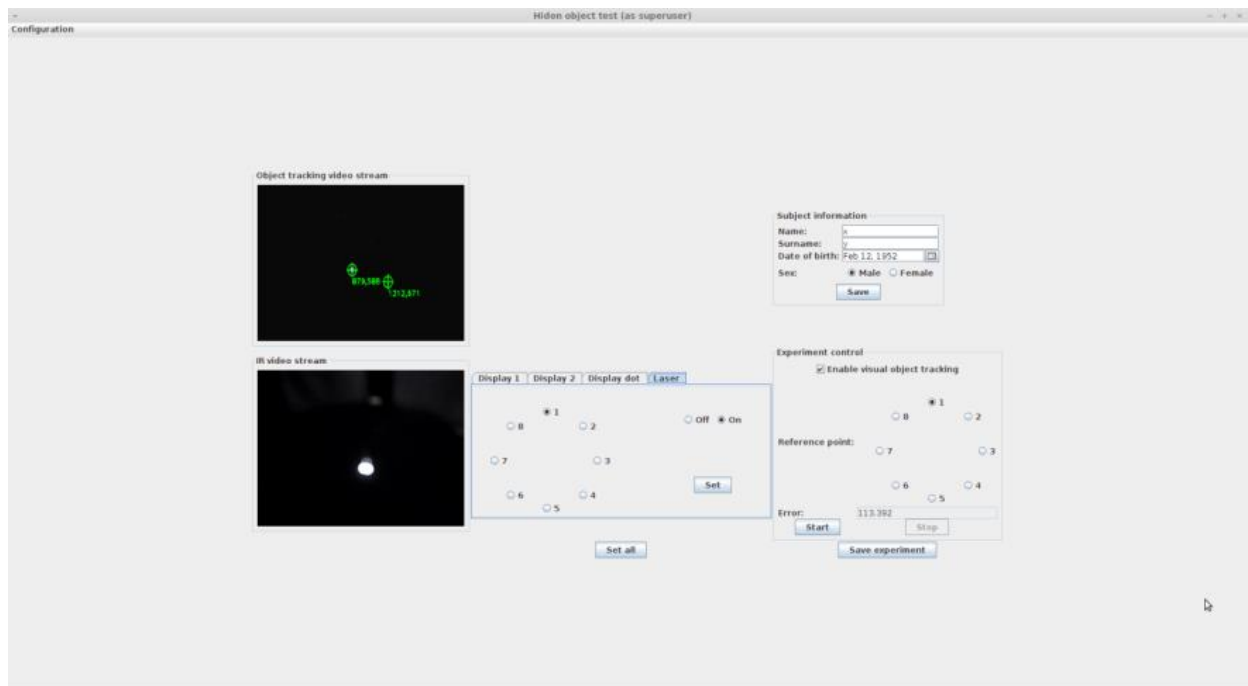 Hidon object test (as superuser)
Configuration
Object tracking video stream
879,588
1212,671
IR video stream
Display 1 Display 2 Display dot Laser
1
8 2
7 3
6 4
5
Off On
Set
Set all
Subject information
Name: x
Surname: y
Date of birth: Feb 12, 1952
Sex: Male Female
Save
Experiment control
Enable visual object tracking
1
8 2
Reference point: 7 3
6 4
5
Error: 113.392
Start Stop
Save experiment